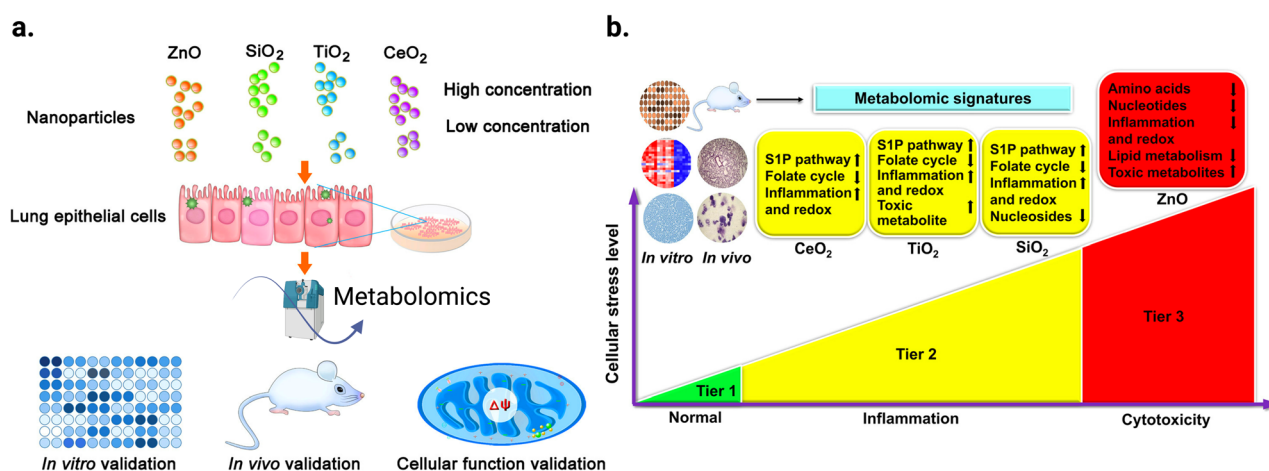 a.
ZnO
SiO₂
TiO₂
CeO₂
Nanoparticles
High concentration
Low concentration
Lung epithelial cells
Metabolomics
ΔΨ
In vitro validation
In vivo validation
Cellular function validation
b.
Metabolomic signatures
In vitro
In vivo
S1P pathway ↑
Folate cycle ↓
Inflammation ↑
and redox
CeO₂
S1P pathway ↑
Folate cycle ↓
Inflammation ↑
and redox
Toxic ↑
metabolite
TiO₂
S1P pathway ↑
Folate cycle ↓
Inflammation ↑
and redox
Nucleosides ↓
SiO₂
Amino acids ↓
Nucleotides ↓
Inflammation ↓
and redox
Lipid metabolism ↓
Toxic metabolites ↑
ZnO
Cellular stress level
Tier 1
Tier 2
Tier 3
Normal
Inflammation
Cytotoxicity